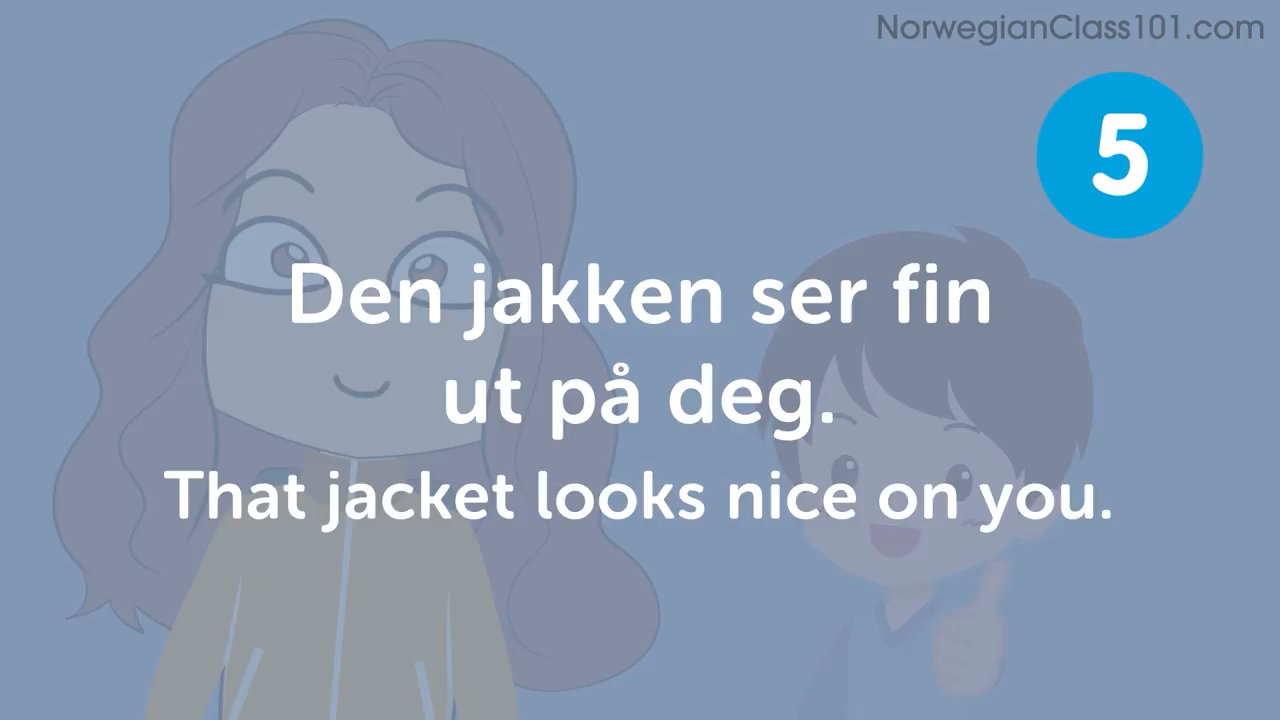 NorwegianClass101.com
5
Den jakken ser fin
ut på deg.
That jacket looks nice on you.